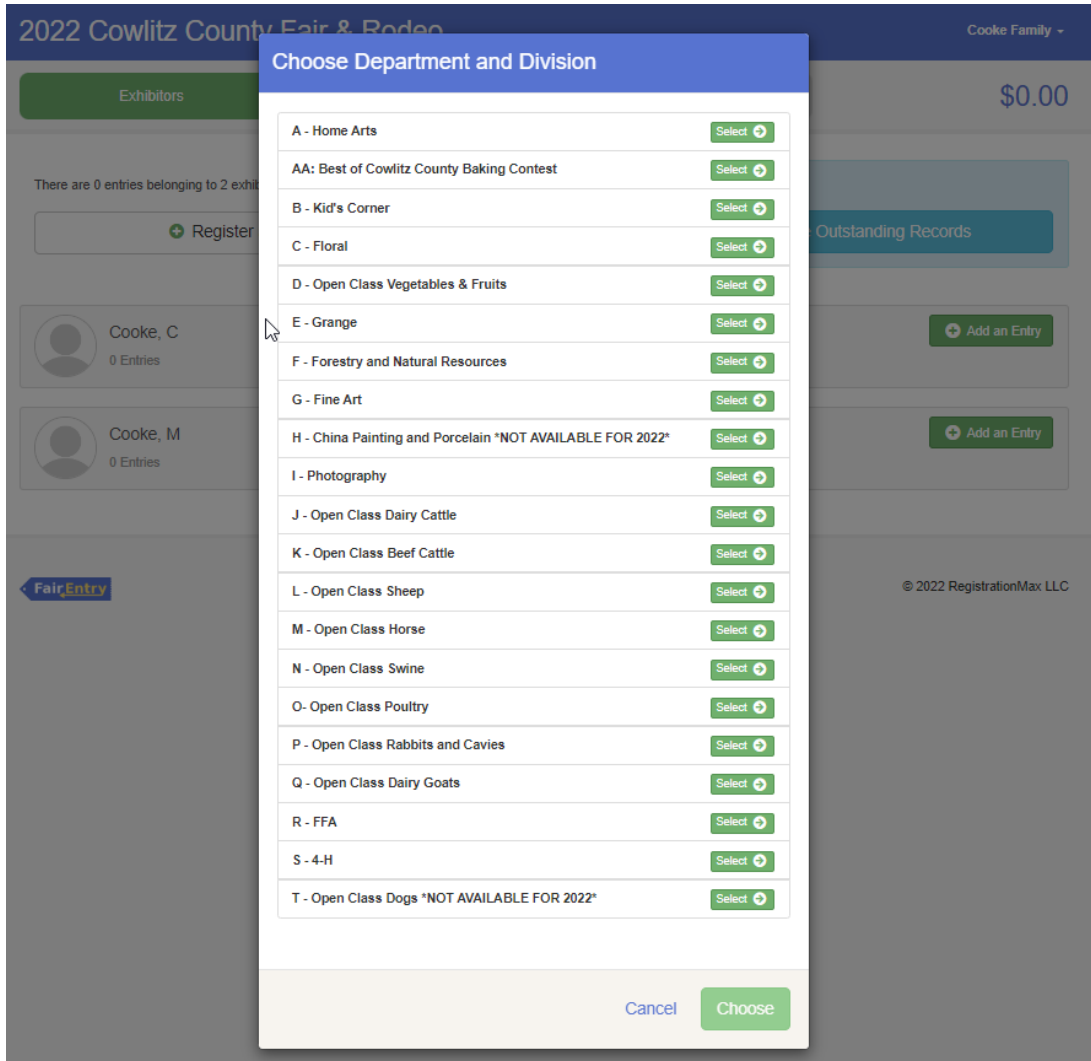 2022 Cowlitz County Fair & Rodeo
Cooke Family
Choose Department and Division
Exhibitors
$0.00
A - Home Arts
Select
AA: Best of Cowlitz County Baking Contest
Select
There are 0 entries belonging to 2 exhib
B - Kid's Corner
Select
Register
Outstanding Records
C - Floral
Select
D - Open Class Vegetables & Fruits
Select
E - Grange
Select
Cooke, C
Add an Entry
0 Entries
F - Forestry and Natural Resources
Select
G - Fine Art
Select
Cooke, M
H - China Painting and Porcelain *NOT AVAILABLE FOR 2022*
Select
Add an Entry
0 Entries
I - Photography
Select
J - Open Class Dairy Cattle
Select
K - Open Class Beef Cattle
Select
FairEntry
L - Open Class Sheep
Select
© 2022 RegistrationMax LLC
M - Open Class Horse
Select
N - Open Class Swine
Select
O- Open Class Poultry
Select
P - Open Class Rabbits and Cavies
Select
Q - Open Class Dairy Goats
Select
R - FFA
Select
S - 4-H
Select
T - Open Class Dogs *NOT AVAILABLE FOR 2022*
Select
Cancel
Choose